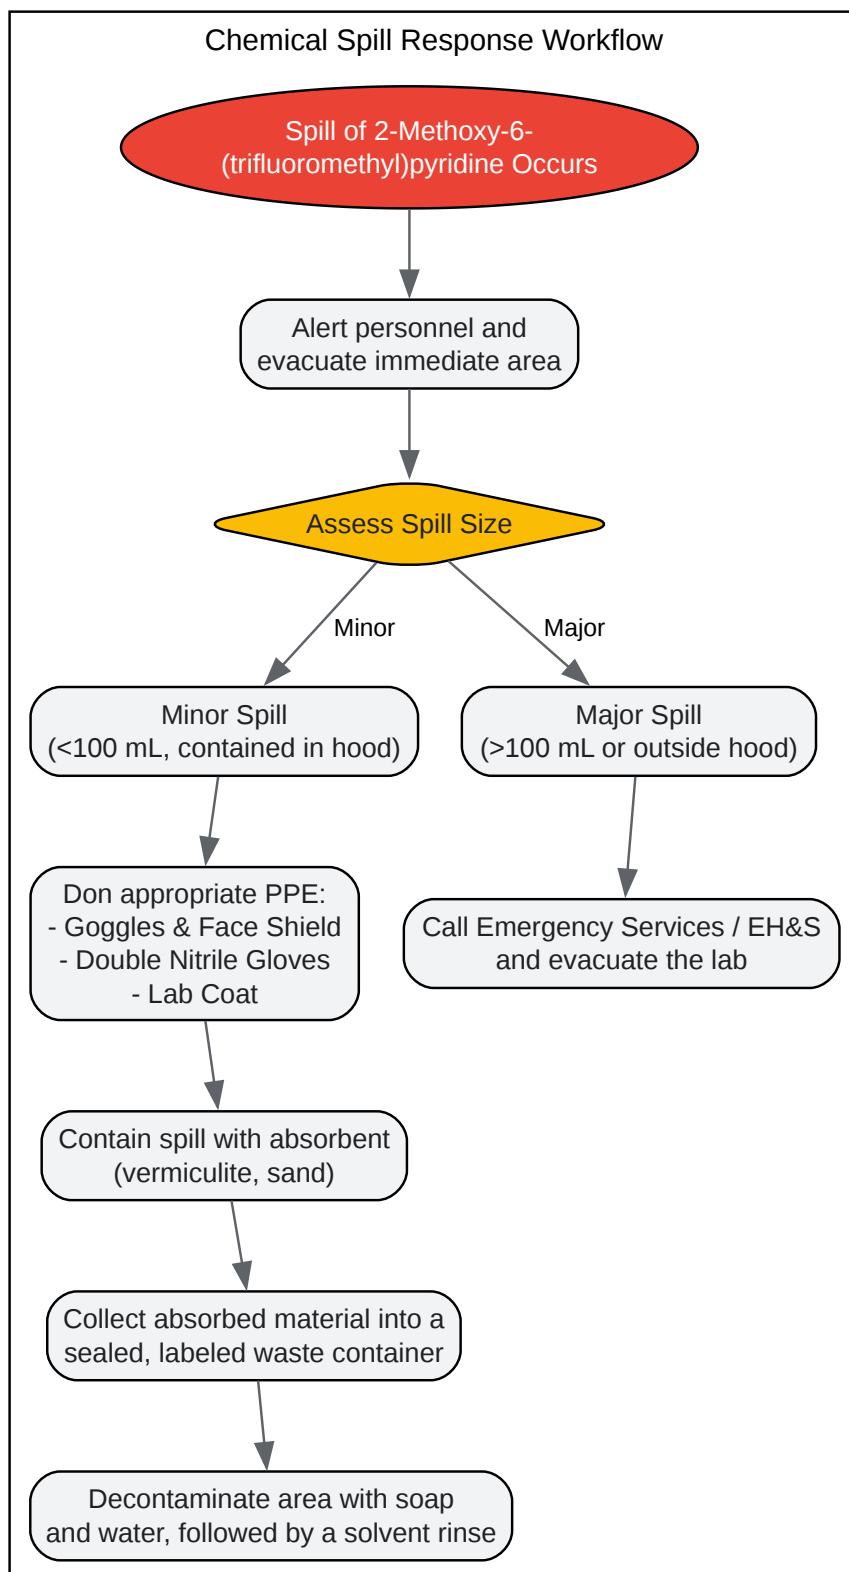 Chemical Spill Response Workflow
Spill of 2-Methoxy-6-
(trifluoromethyl)pyridine Occurs
Alert personnel and
evacuate immediate area
Assess Spill Size
Minor
Major
Minor Spill
(<100 mL, contained in hood)
Major Spill
(>100 mL or outside hood)
Don appropriate PPE:
- Goggles & Face Shield
- Double Nitrile Gloves
- Lab Coat
Call Emergency Services / EH&S
and evacuate the lab
Contain spill with absorbent
(vermiculite, sand)
Collect absorbed material into a
sealed, labeled waste container
Decontaminate area with soap
and water, followed by a solvent rinse